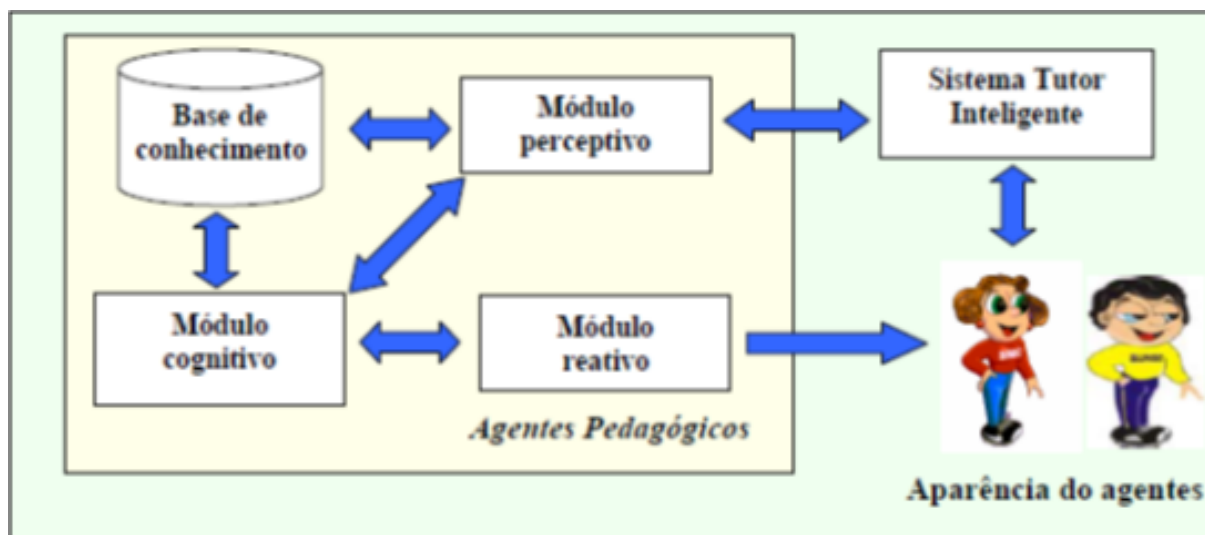 Base de
conhecimento
Módulo
perceptivo
Sistema Tutor
Inteligente
Módulo
cognitivo
Módulo
reativo
Agentes Pedagógicos
Aparência do agentes